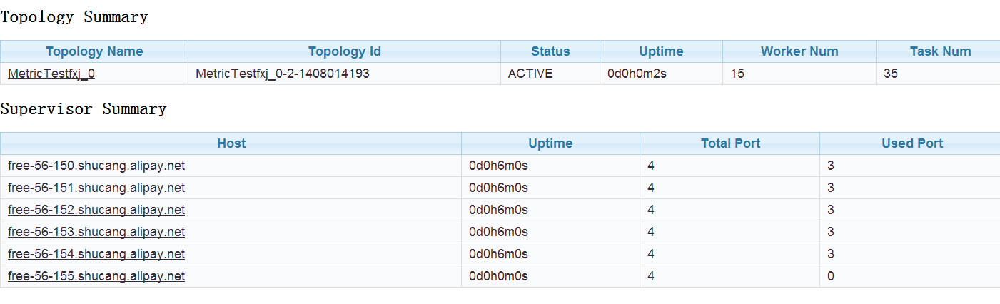 Topology Summary
Topology Name Topology Id Status Uptime Worker Num Task Num
MetricTestfxj_0 MetricTestfxj_0-2-1408014193 ACTIVE 0d0h0m2s 15 35
Supervisor Summary
Host Uptime Total Port Used Port
free-56-150.shucang.alipay.net 0d0h6m0s 4 3
free-56-151.shucang.alipay.net 0d0h6m0s 4 3
free-56-152.shucang.alipay.net 0d0h6m0s 4 3
free-56-153.shucang.alipay.net 0d0h6m0s 4 3
free-56-154.shucang.alipay.net 0d0h6m0s 4 3
free-56-155.shucang.alipay.net 0d0h0m0s 4 0